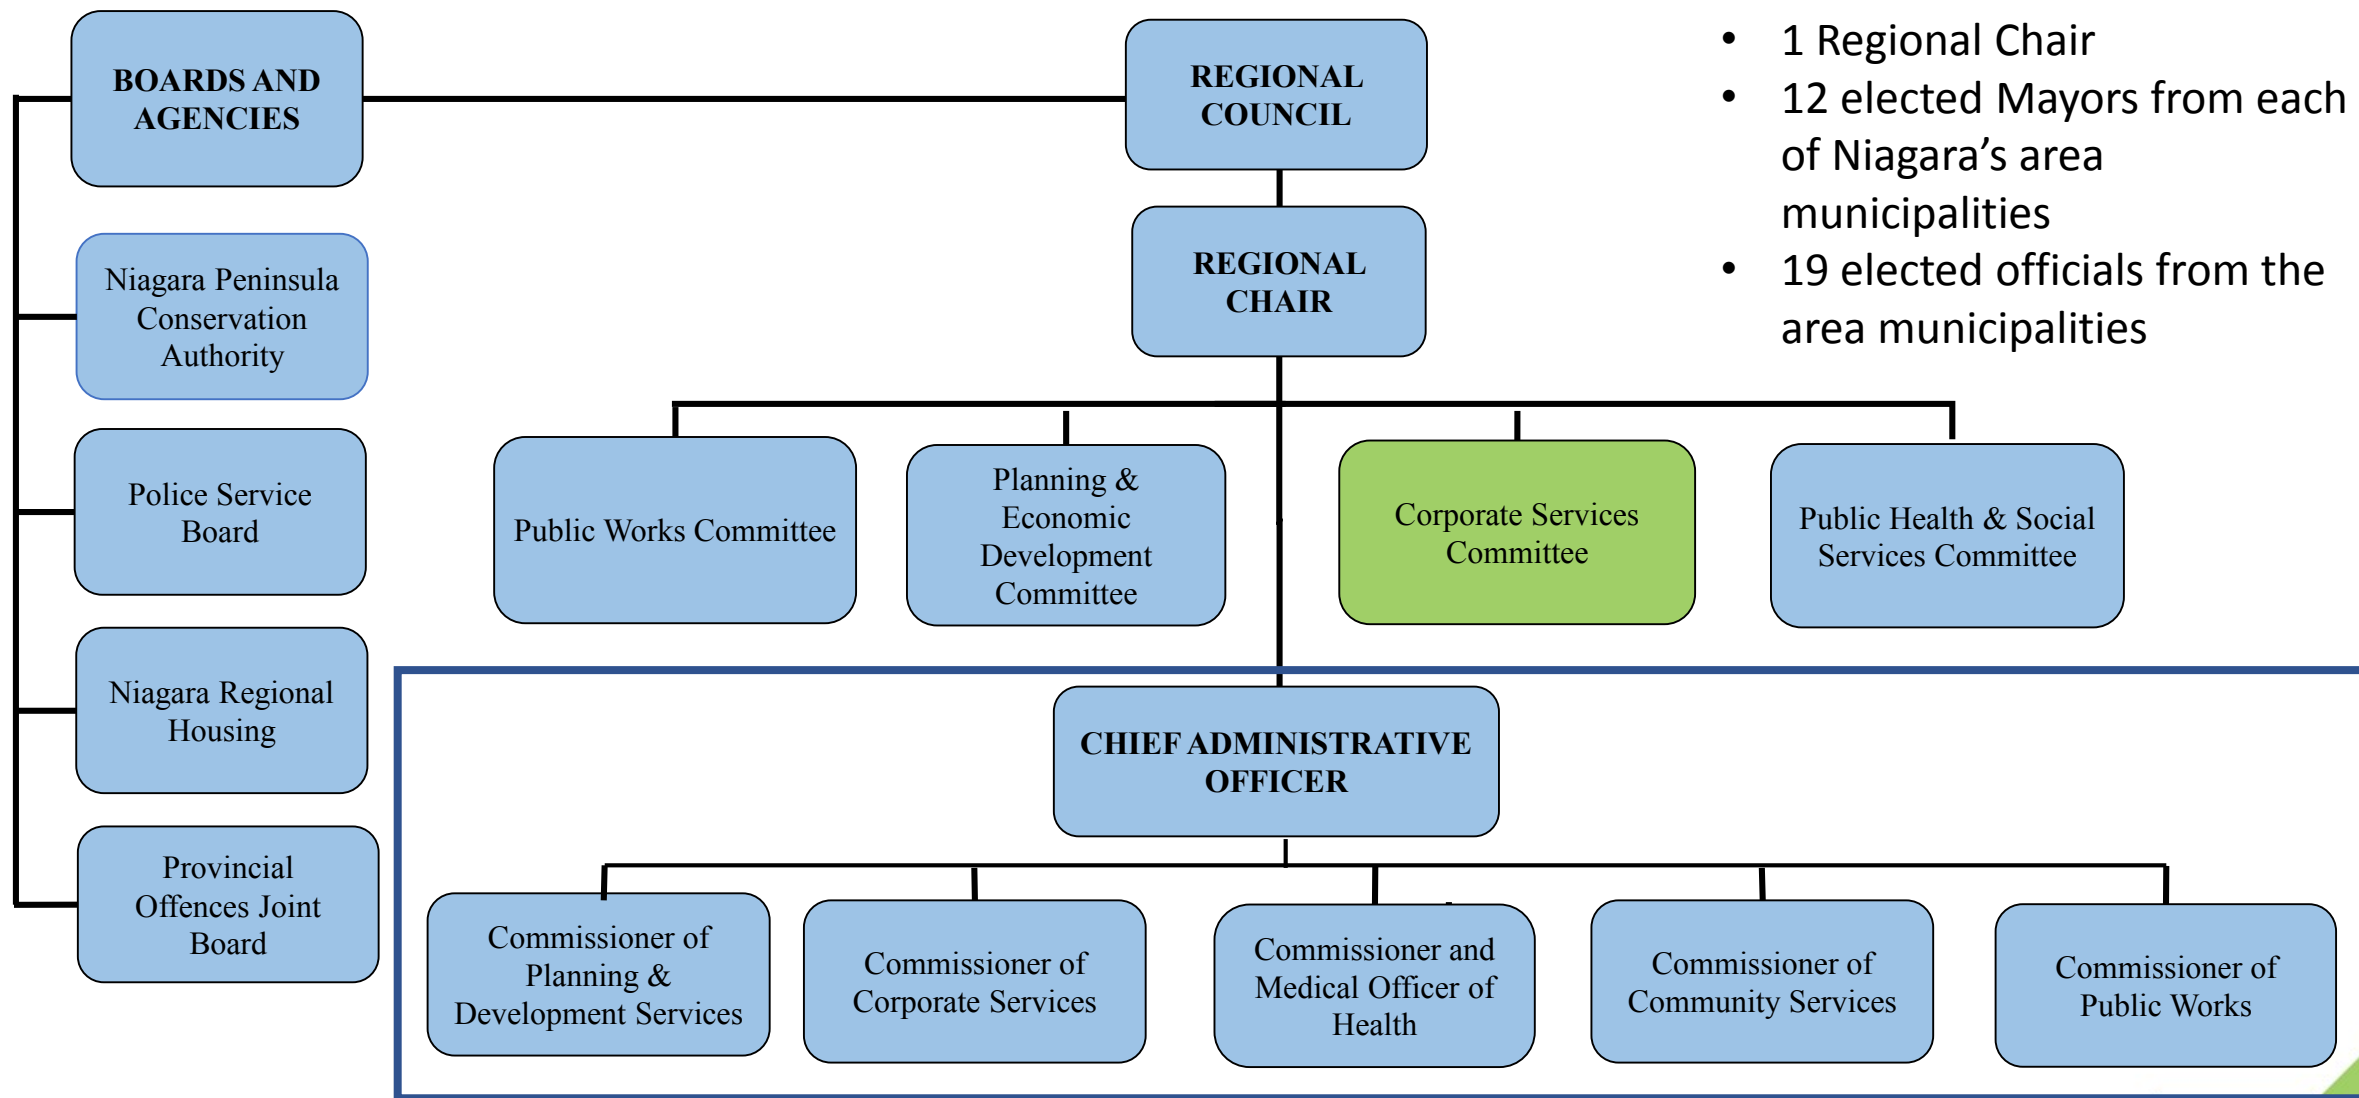 BOARDS AND
AGENCIES
REGIONAL
COUNCIL
• 1 Regional Chair
• 12 elected Mayors from each
of Niagara’s area
municipalities
• 19 elected officials from the
area municipalities
REGIONAL
CHAIR
Niagara Peninsula
Conservation
Authority
Police Service
Board
Niagara Regional
Housing
Provincial
Offences Joint
Board
Public Works Committee
Planning &
Economic
Development
Committee
Corporate Services
Committee
Public Health & Social
Services Committee
CHIEF ADMINISTRATIVE
OFFICER
Commissioner of
Planning &
Development Services
Commissioner of
Corporate Services
Commissioner and
Medical Officer of
Health
Commissioner of
Community Services
Commissioner of
Public Works